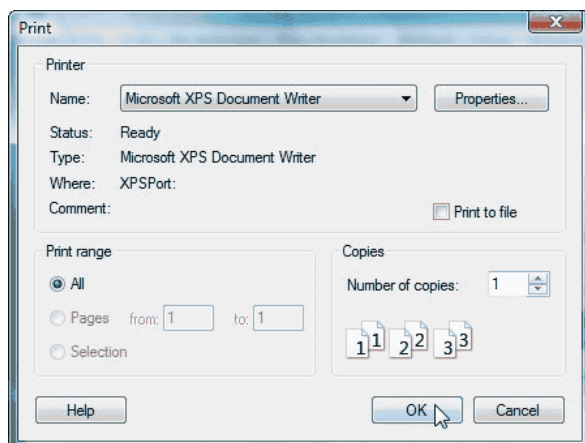 Print
Printer
Name: Microsoft XPS Document Writer Properties...
Status: Ready
Type: Microsoft XPS Document Writer
Where: XPSPort:
Comment:
Print to file
Print range
All
Pages from: 1 to: 1
Selection
Copies
Number of copies: 1
1 1 2 2 3 3
Help OK Cancel